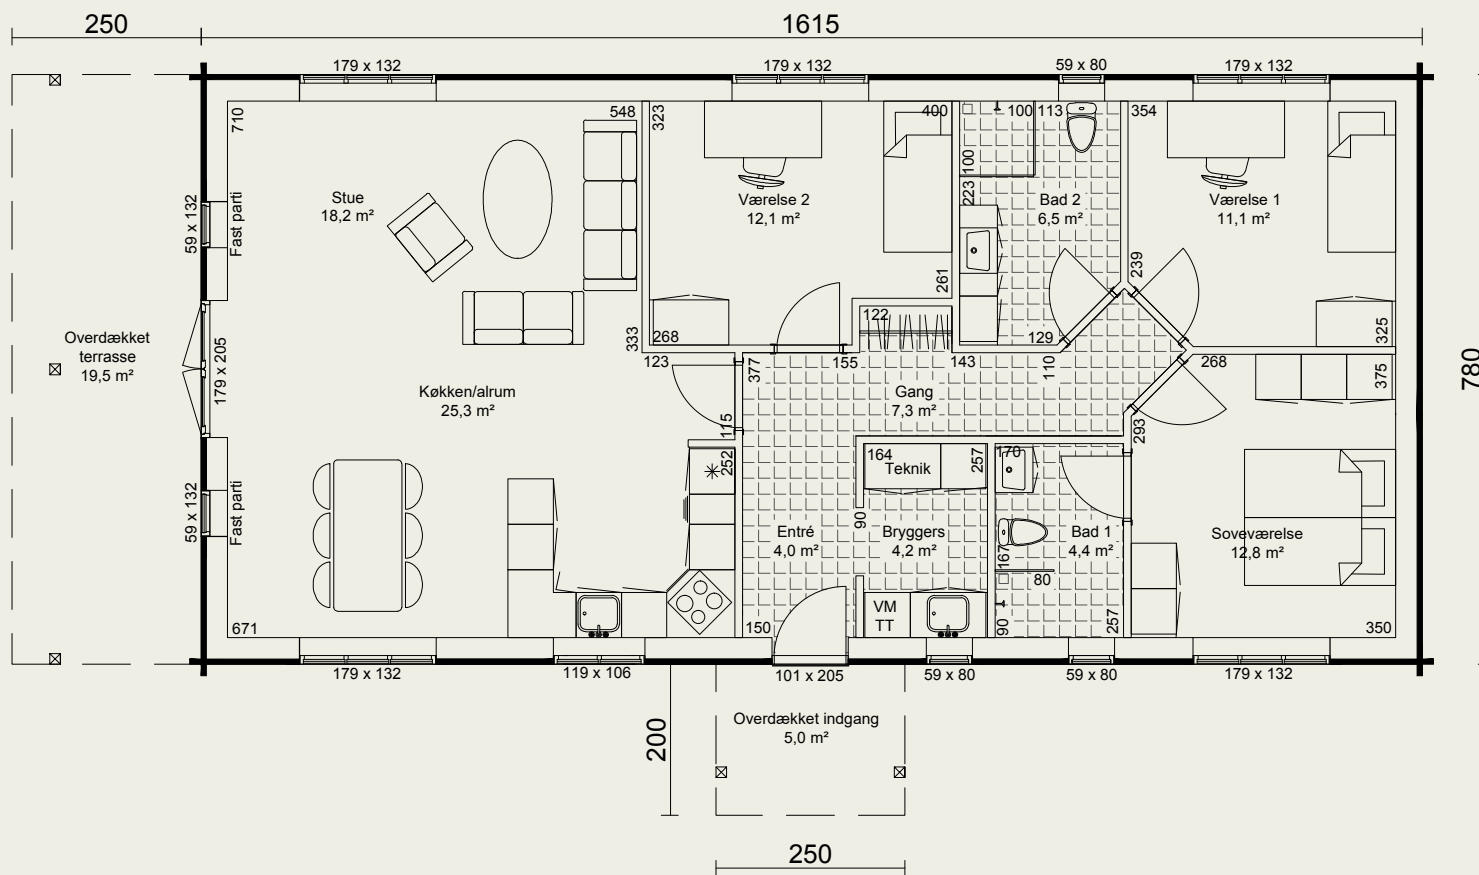 250
1615
179 x 132
179 x 132
59 x 80
179 x 132
710
548
323
400
100
113
354
100
223
Stue
18,2 m²
Værelse 2
12,1 m²
Bad 2
6,5 m²
Værelse 1
11,1 m²
59 x 132
Fast parti
239
261
Overdækket
terrasse
19,5 m²
179 x 205
333
268
122
129
325
123
377
155
143
110
268
375
780
Køkken/alrum
25,3 m²
Gang
7,3 m²
115
293
252
164
Teknik
257
170
59 x 132
Fast parti
90
Entré
4,0 m²
Bryggers
4,2 m²
167
Bad 1
4,4 m²
Soveværelse
12,8 m²
80
VM
TT
671
150
90
257
350
179 x 132
119 x 106
101 x 205
59 x 80
59 x 80
179 x 132
200
Overdækket indgang
5,0 m²
250